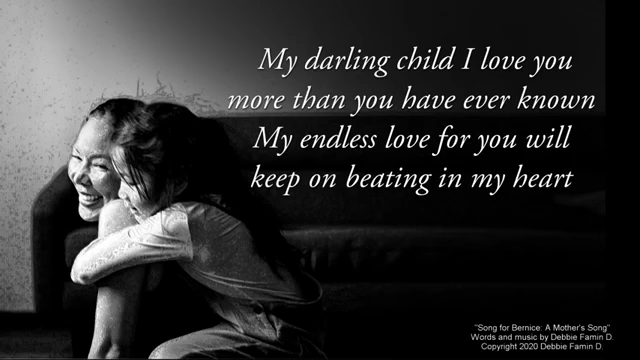 My darling child I love you
more than you have ever known
My endless love for you will
keep on beating in my heart
"Song for Bernice: A Mother's Song"
Words and music by Debbie Famin D.
Copyright 2020 Debbie Famin D.